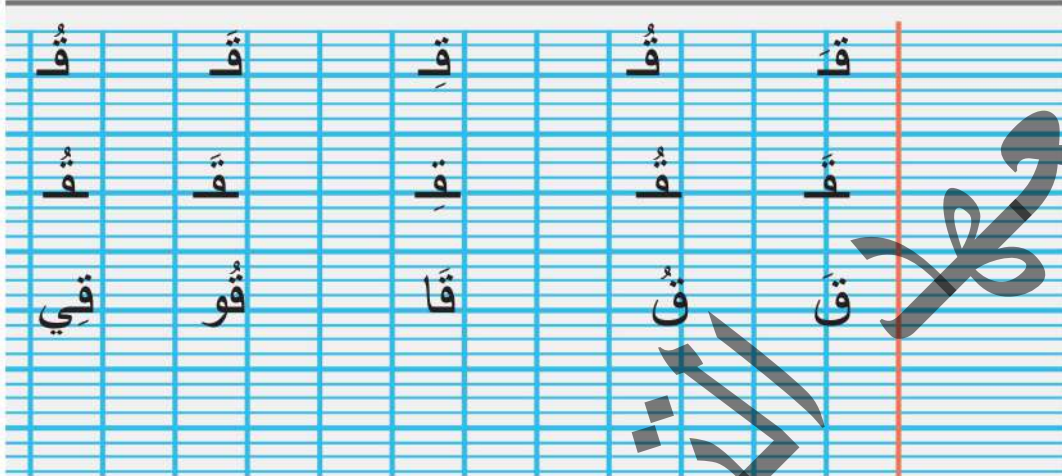 قَـ قُـ قِـ قَـ قُـ
ـقَـ ـقُـ ـقِـ ـقَـ ـقُـ
قَ قُ قَا قُو قِي